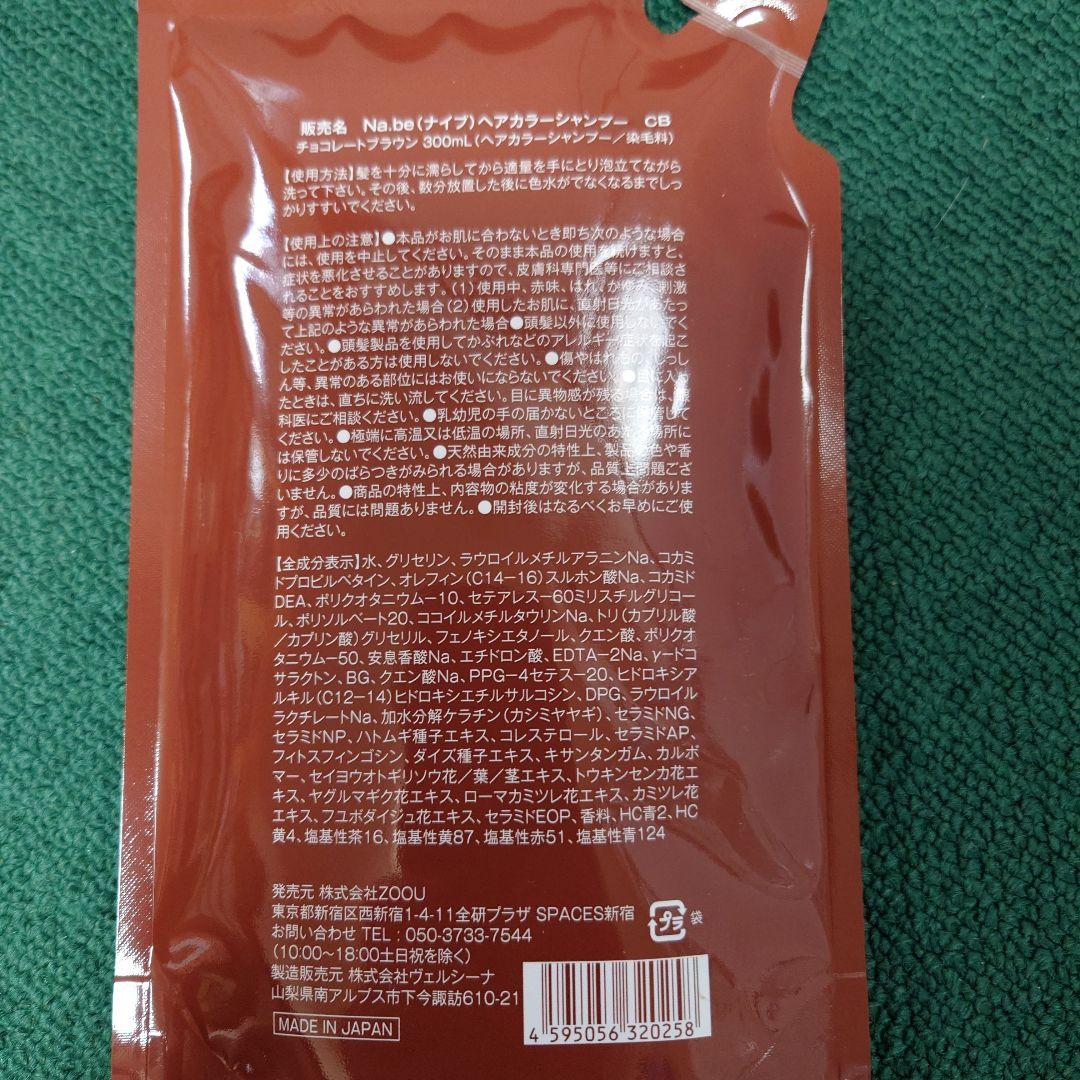 販売名 Na.be(ナイブ)ヘアカラーシャンプー CB
チョコレートブラウン 300mL(ヘアカラーシャンプー/染毛料)
【使用方法】髪を十分に濡らしてから適量を手にとり泡立てながら
洗って下さい。その後、数分放置した後に色水がでなくなるまでしっ
かりすすいでください。
【使用上の注意】●本品がお肌に合わないとき即ち次のような場合
には、使用を中止してください。そのまま本品の使用を続けますと、
症状を悪化させることがありますので、皮膚科専門医等にご相談さ
れることをおすすめします。(1)使用中、赤味、はれ、かゆみ、刺激
等の異常があらわれた場合(2)使用したお肌に、直射日光があたっ
て上記のような異常があらわれた場合●頭髪以外に使用しないでく
ださい。●頭髪製品を使用してかぶれなどのアレルギー症状を起こ
したことがある方は使用しないでください。●傷やはれもの、しっし
ん等、異常のある部位にはお使いにならないでください。●目に入っ
たときは、直ちに洗い流してください。目に異物感が残る場合は、眼
科医にご相談ください。●乳幼児の手の届かないところに保管して
ください。●極端に高温又は低温の場所、直射日光のあたる場所に
は保管しないでください。●天然由来成分の特性上、製品の色や香
りに多少のばらつきがみられる場合がありますが、品質上問題ござ
いません。●商品の特性上、内容物の粘度が変化する場合がありま
すが、品質には問題ありません。●開封後はなるべくお早めにご使
用ください。
【全成分表示】水、グリセリン、ラウロイルメチルアラニンNa、コカミ
ドプロピルベタイン、オレフィン(C14-16)スルホン酸Na、コカミド
DEA、ポリクオタニウム-10、セテアレス-60ミリスチルグリコー
ル、ポリソルベート20、ココイルメチルタウリンNa、トリ(カプリル酸
/カプリン酸)グリセリル、フェノキシエタノール、クエン酸、ポリクオ
タニウム-50、安息香酸Na、エチドロン酸、EDTA-2Na、γ-ドコ
サラクトン、BG、クエン酸Na、PPG-4セテス-20、ヒドロキシア
ルキル(C12-14)ヒドロキシエチルサルコシン、DPG、ラウロイル
ラクチレートNa、加水分解ケラチン(カシミヤヤギ)、セラミドNG、
セラミドNP、ハトムギ種子エキス、コレステロール、セラミドAP、
フィトスフィンゴシン、ダイズ種子エキス、キサンタンガム、カルボ
マー、セイヨウオトギリソウ花/葉/茎エキス、トウキンセンカ花エ
キス、ヤグルマギク花エキス、ローマカミツレ花エキス、カミツレ花
エキス、フユボダイジュ花エキス、セラミドEOP、香料、HC青2、HC
黄4、塩基性茶16、塩基性黄87、塩基性赤51、塩基性青124
発売元 株式会社ZOOU
東京都新宿区西新宿1-4-11全研プラザ SPACES新宿
お問い合わせ TEL:050-3733-7544
(10:00~18:00土日祝を除く)
製造販売元 株式会社ヴェルシーナ
山梨県南アルプス市下今諏訪610-21
MADE IN JAPAN
プラ 袋
4 595056 320258